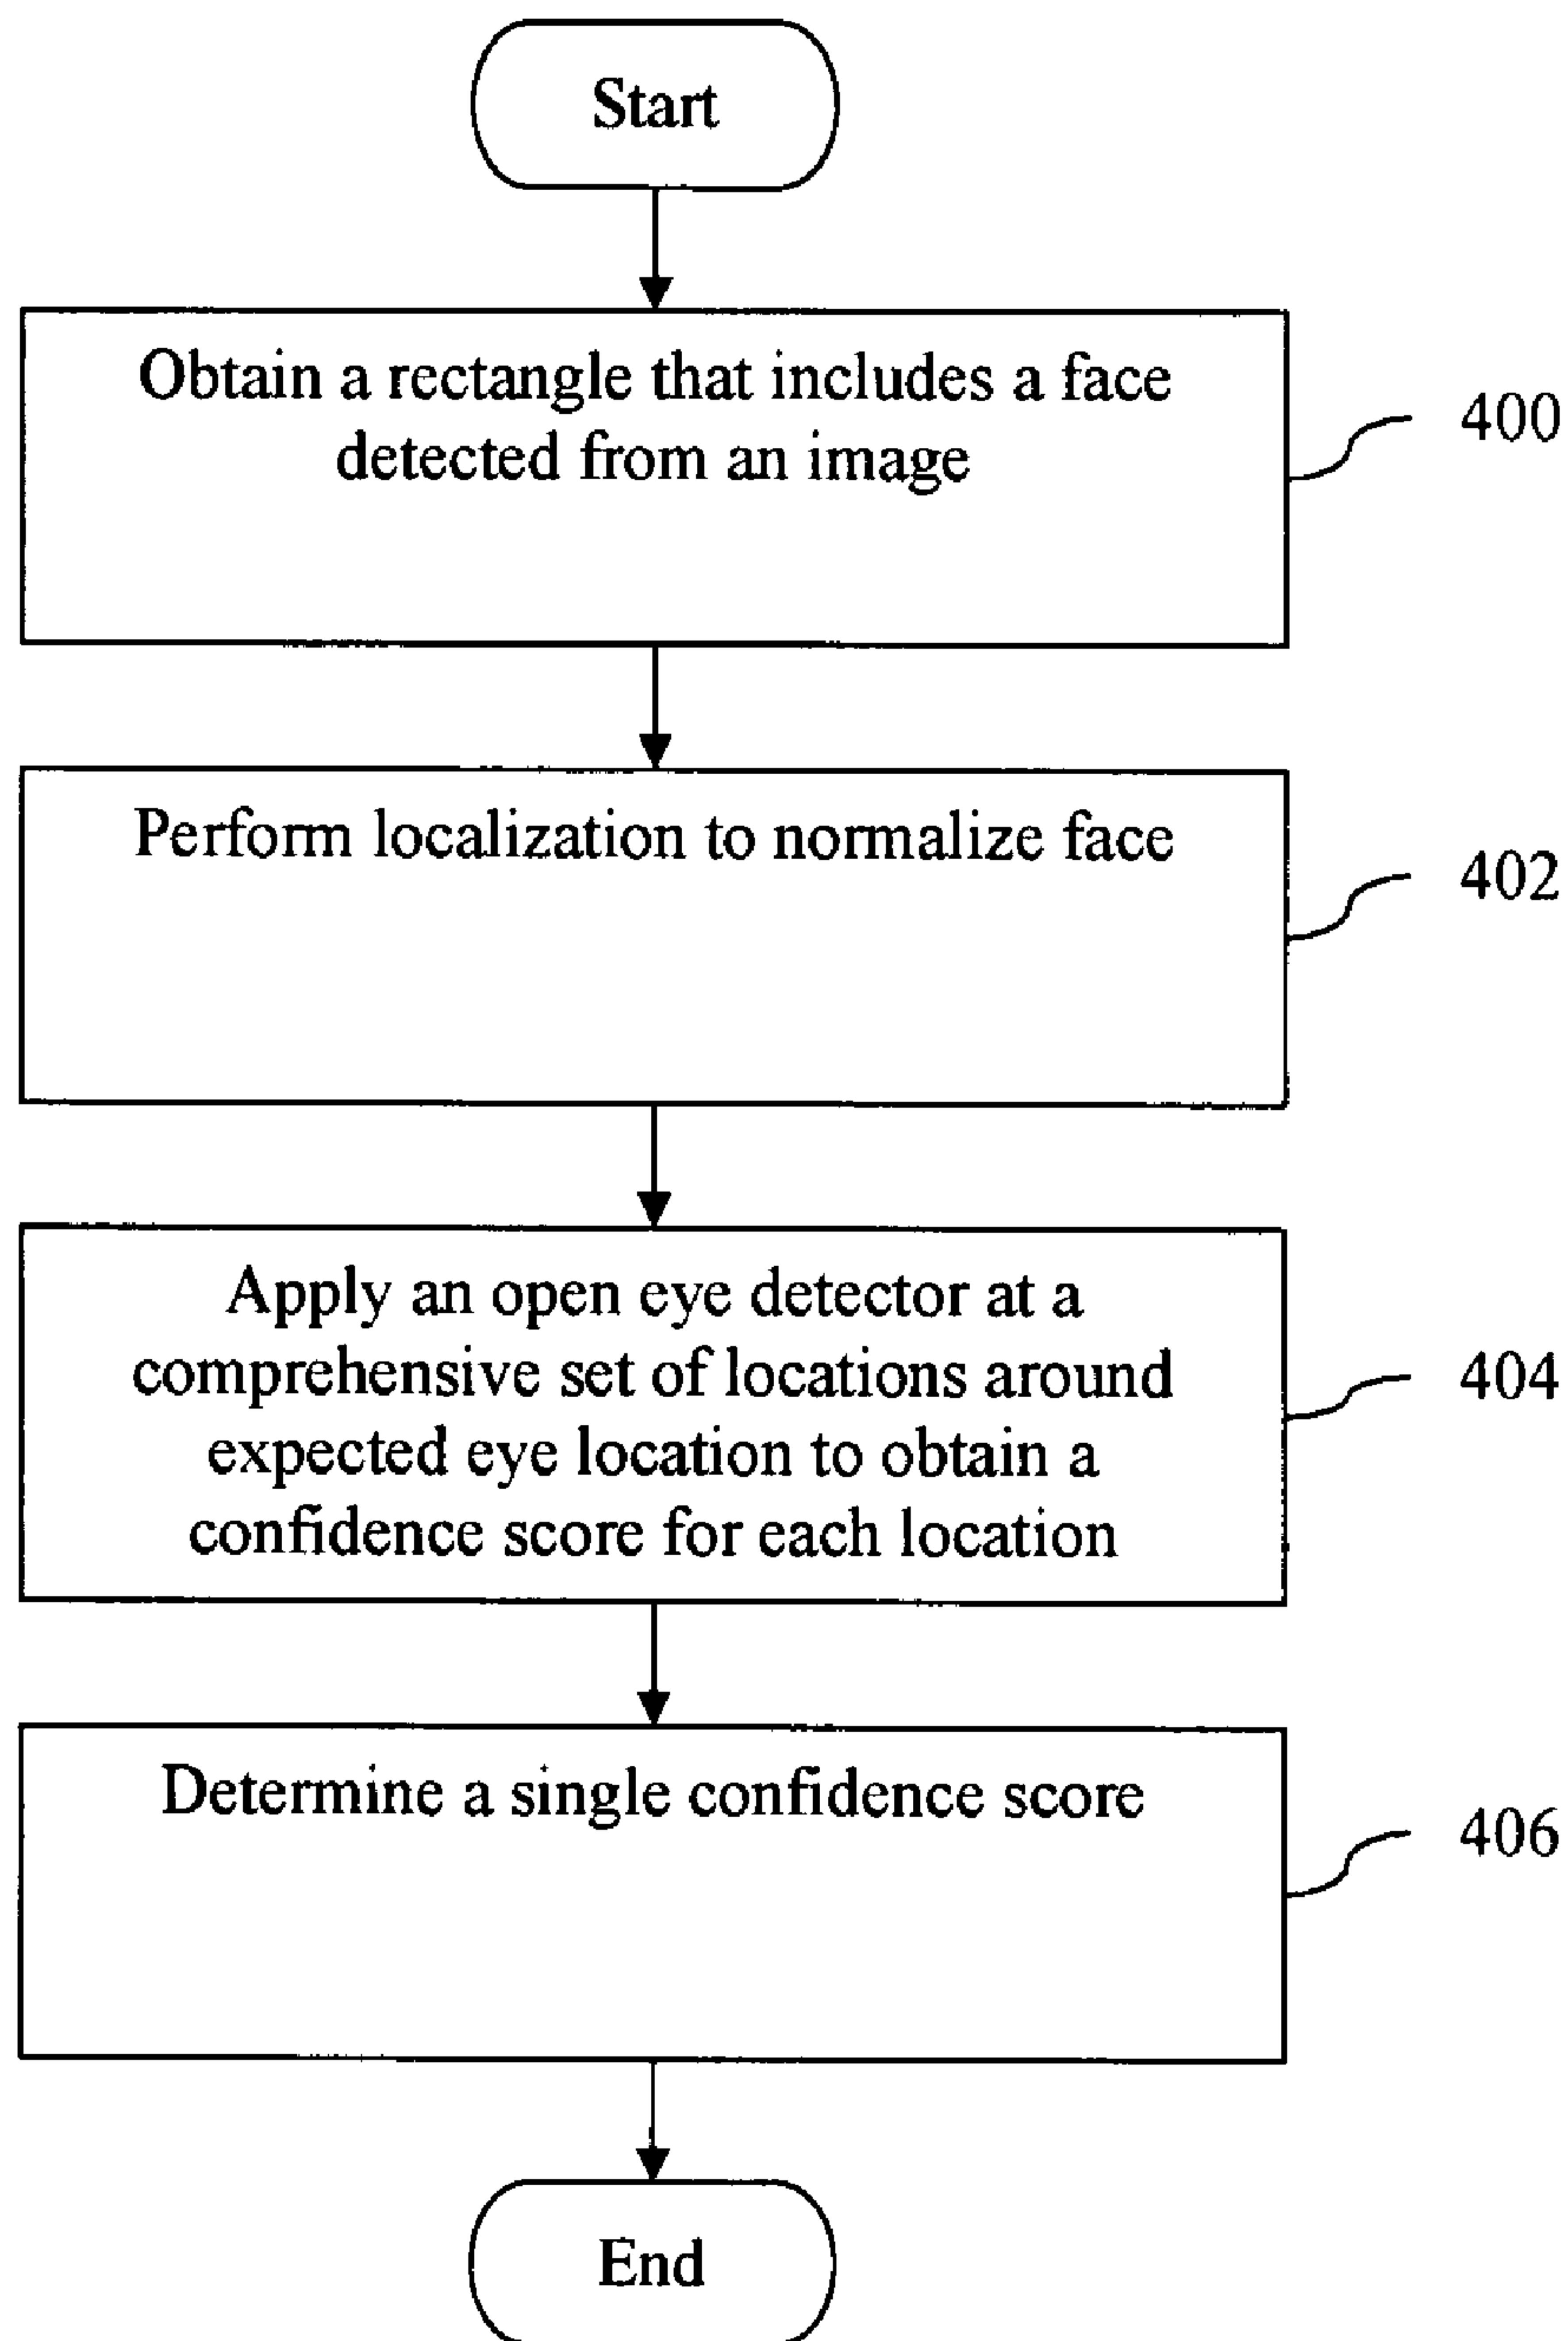 Start
Obtain a rectangle that includes a face
detected from an image
400
Perform localization to normalize face
402
Apply an open eye detector at a
comprehensive set of locations around
expected eye location to obtain a
confidence score for each location
404
Determine a single confidence score
406
End